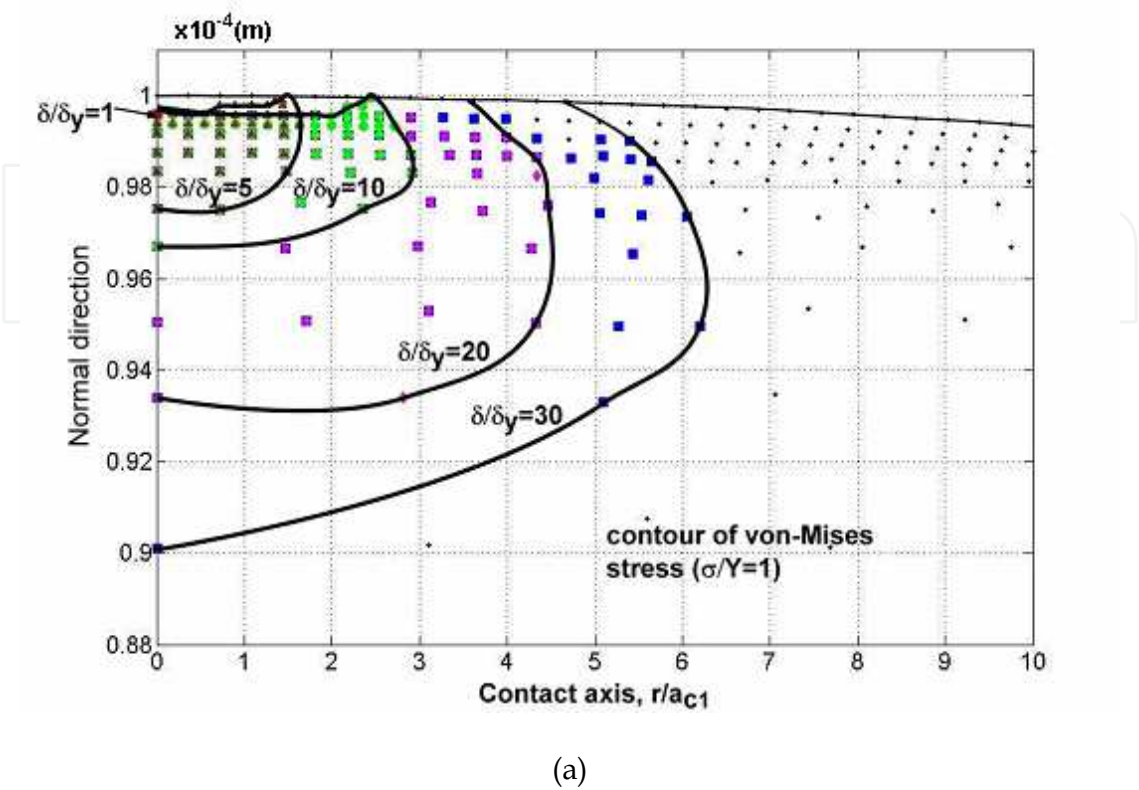 x10-4(m)
1
δ/δy=1
0.98
δ/δy=5
δ/δy=10
0.96
Normal direction
0.94
δ/δy=20
δ/δy=30
0.92
0.9
contour of von-Mises
stress (σ/Y=1)
0.88
0 1 2 3 4 5 6 7 8 9 10
Contact axis, r/ac1
(a)